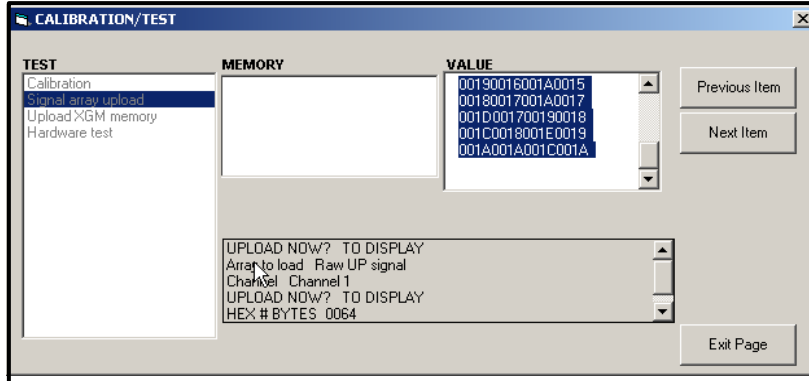 CALIBRATION/TEST
TEST
Calibration
Signal array upload
Upload XGM memory
Hardware test
MEMORY
VALUE
00190016001A0015
00180017001A0017
001D001700190018
001C0018001E0019
001A001A001C001A
Previous Item
Next Item
UPLOAD NOW? TO DISPLAY
Array to load Raw UP signal
Channel Channel 1
UPLOAD NOW? TO DISPLAY
HEX # BYTES 0064
Exit Page